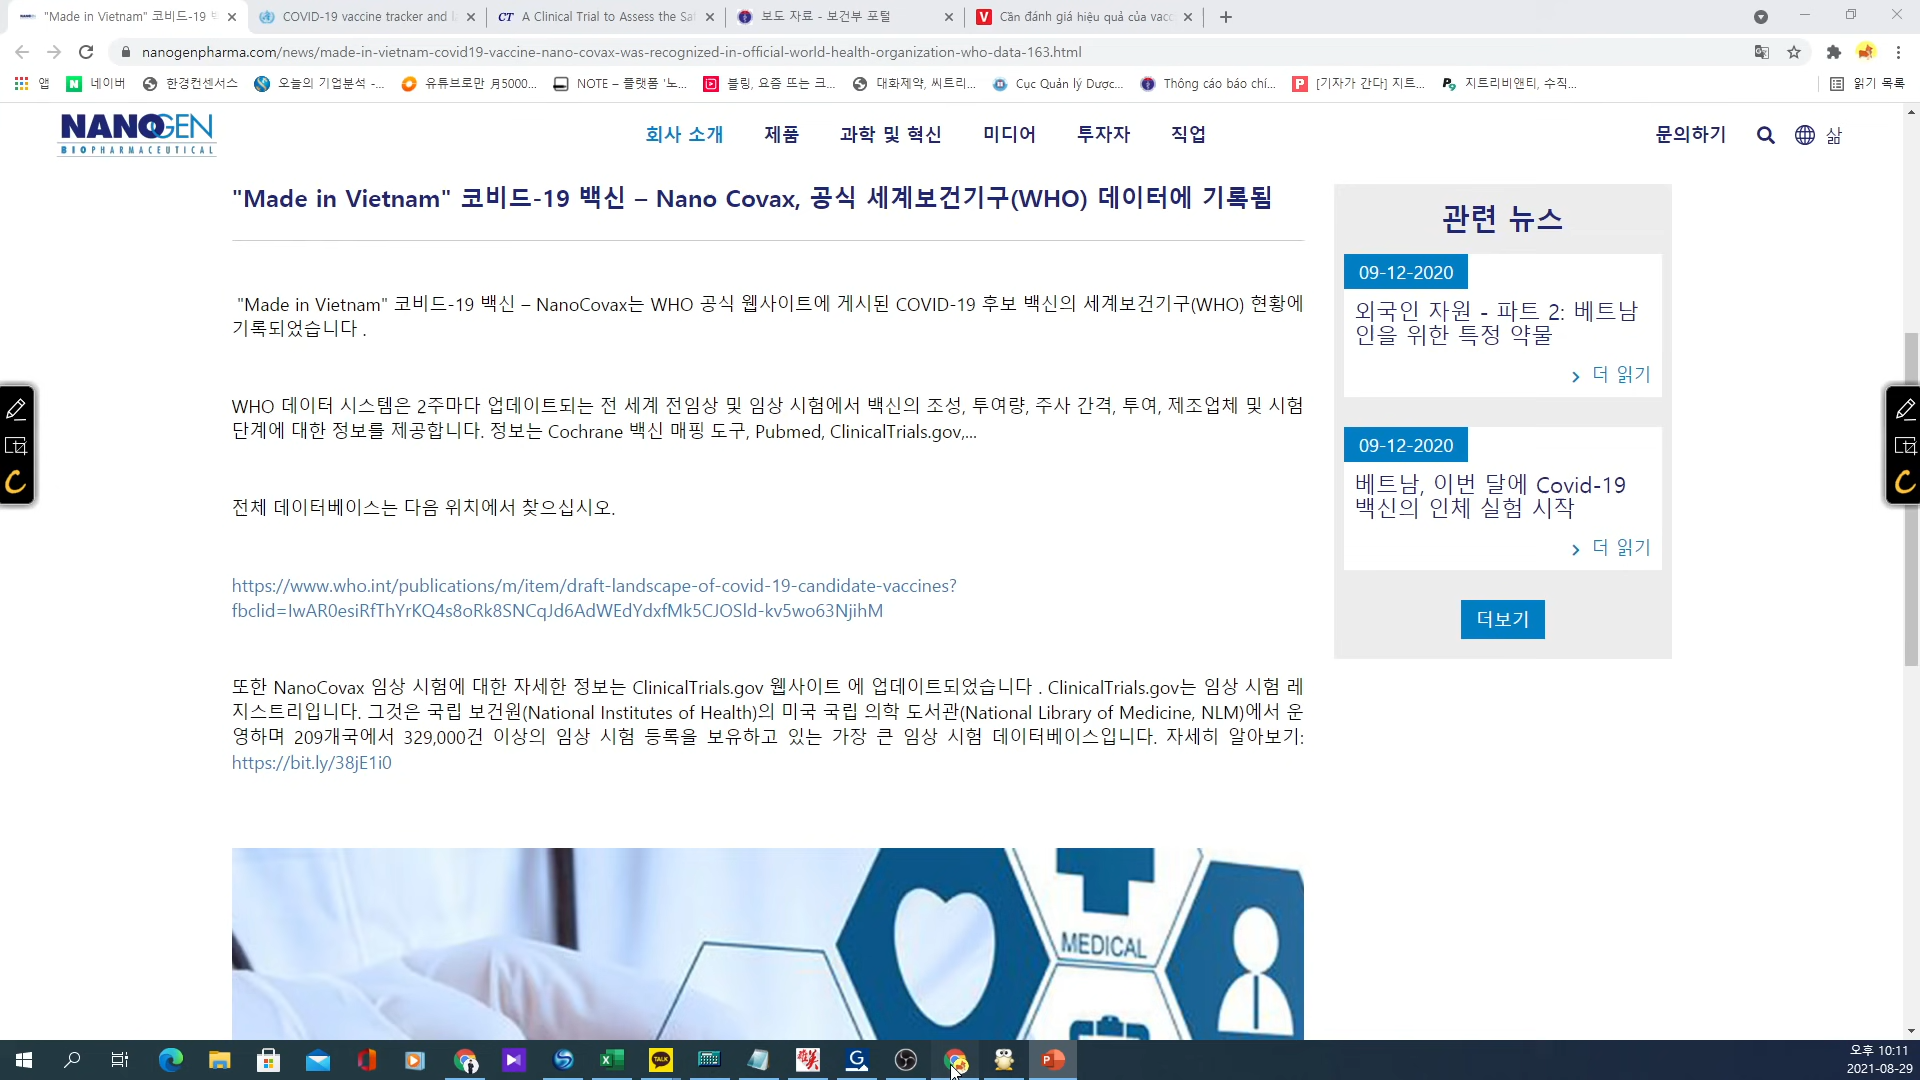 "Made in Vietnam" 코비드-19 백
COVID-19 vaccine tracker and l
CT A Clinical Trial to Assess the Sa
보도 자료 - 보건부 포털
V Cần đánh giá hiệu quả của vacc
nanogenpharma.com/news/made-in-vietnam-covid19-vaccine-nano-covax-was-recognized-in-official-world-health-organization-who-data-163.html
앱 네이버 한경컨센서스 오늘의 기업분석 -... 유튜브로만 月5000... NOTE – 플랫폼 '노... 블링, 요즘 뜨는 크... 대화제약, 씨트리... Cục Quản lý Dược... Thông cáo báo chí... [기자가 간다] 지트... 지트리비앤티, 수직... 읽기 목록
NANOGEN
BIOPHARMACEUTICAL
회사 소개 제품 과학 및 혁신 미디어 투자자 직업 문의하기 삶
"Made in Vietnam" 코비드-19 백신 – Nano Covax, 공식 세계보건기구(WHO) 데이터에 기록됨
"Made in Vietnam" 코비드-19 백신 – NanoCovax는 WHO 공식 웹사이트에 게시된 COVID-19 후보 백신의 세계보건기구(WHO) 현황에
기록되었습니다 .
WHO 데이터 시스템은 2주마다 업데이트되는 전 세계 전임상 및 임상 시험에서 백신의 조성, 투여량, 주사 간격, 투여, 제조업체 및 시험
단계에 대한 정보를 제공합니다. 정보는 Cochrane 백신 매핑 도구, Pubmed, ClinicalTrials.gov,...
전체 데이터베이스는 다음 위치에서 찾으십시오.
https://www.who.int/publications/m/item/draft-landscape-of-covid-19-candidate-vaccines?
fbclid=IwAR0esiRfThYrKQ4s8oRk8SNCqJd6AdWEdYdxfMk5CJOSld-kv5wo63NjihM
또한 NanoCovax 임상 시험에 대한 자세한 정보는 ClinicalTrials.gov 웹사이트 에 업데이트되었습니다 . ClinicalTrials.gov는 임상 시험 레
지스트리입니다. 그것은 국립 보건원(National Institutes of Health)의 미국 국립 의학 도서관(National Library of Medicine, NLM)에서 운
영하며 209개국에서 329,000건 이상의 임상 시험 등록을 보유하고 있는 가장 큰 임상 시험 데이터베이스입니다. 자세히 알아보기:
https://bit.ly/38jE1i0
관련 뉴스
09-12-2020
외국인 자원 - 파트 2: 베트남
인을 위한 특정 약물
더 읽기
09-12-2020
베트남, 이번 달에 Covid-19
백신의 인체 실험 시작
더 읽기
더보기
MEDICAL
TALK
오후 10:11
2021-08-29